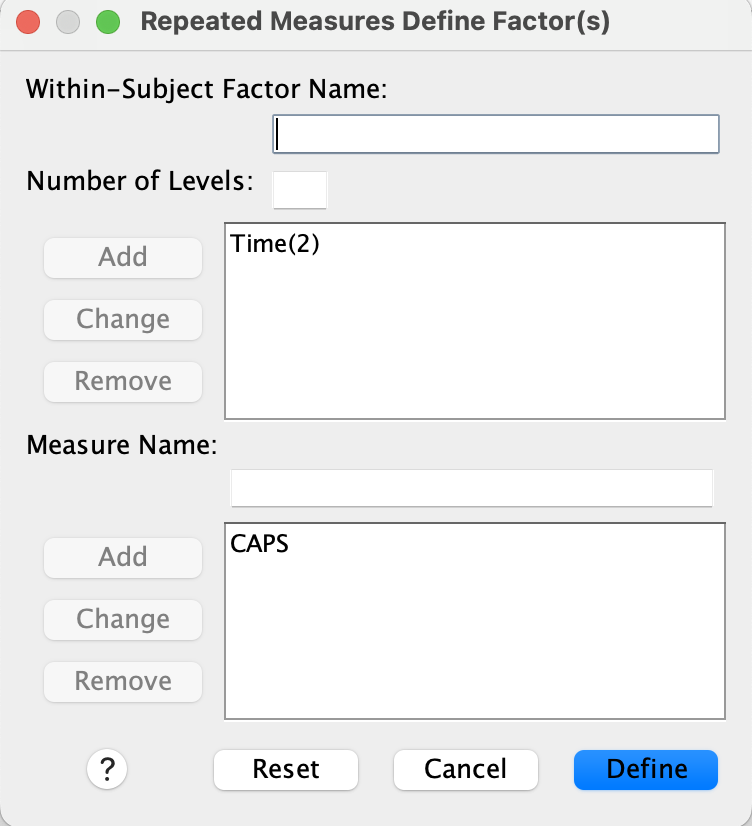 Repeated Measures Define Factor(s)
Within-Subject Factor Name:
Number of Levels:
Add
Change
Remove
Time(2)
Measure Name:
Add
Change
Remove
CAPS
?
Reset
Cancel
Define